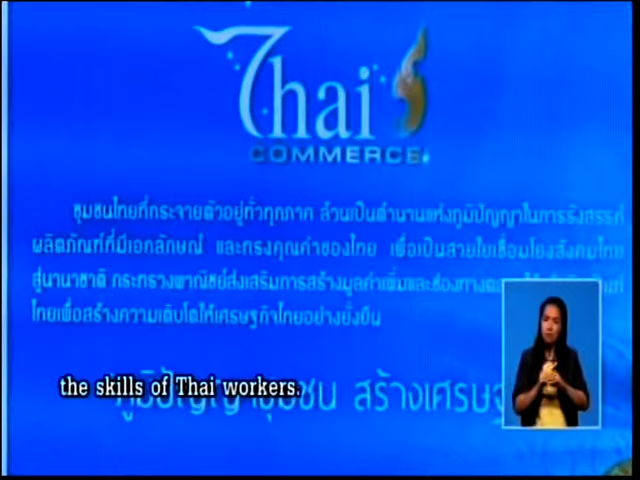 Thai
COMMERCE
ชุมชนไทยที่กระจายตัวอยู่ทั่วทุกภาค ล้วนเป็นตำนานแห่งภูมิปัญญาในการรังสรรค์
ผลิตภัณฑ์ที่มีเอกลักษณ์ และทรงคุณค่าของไทย เพื่อเป็นสายใยเชื่อมโยงสังคมไทย
สู่นานาชาติ กระทรวงพาณิชย์ส่งเสริมการสร้างมูลค่าเพิ่มและช่องทาง
ไทยเพื่อสร้างความเติบโตให้เศรษฐกิจไทยอย่างยั่งยืน
the skills of Thai workers.
ภูมิปัญญาชุมชน สร้างเศรษฐ